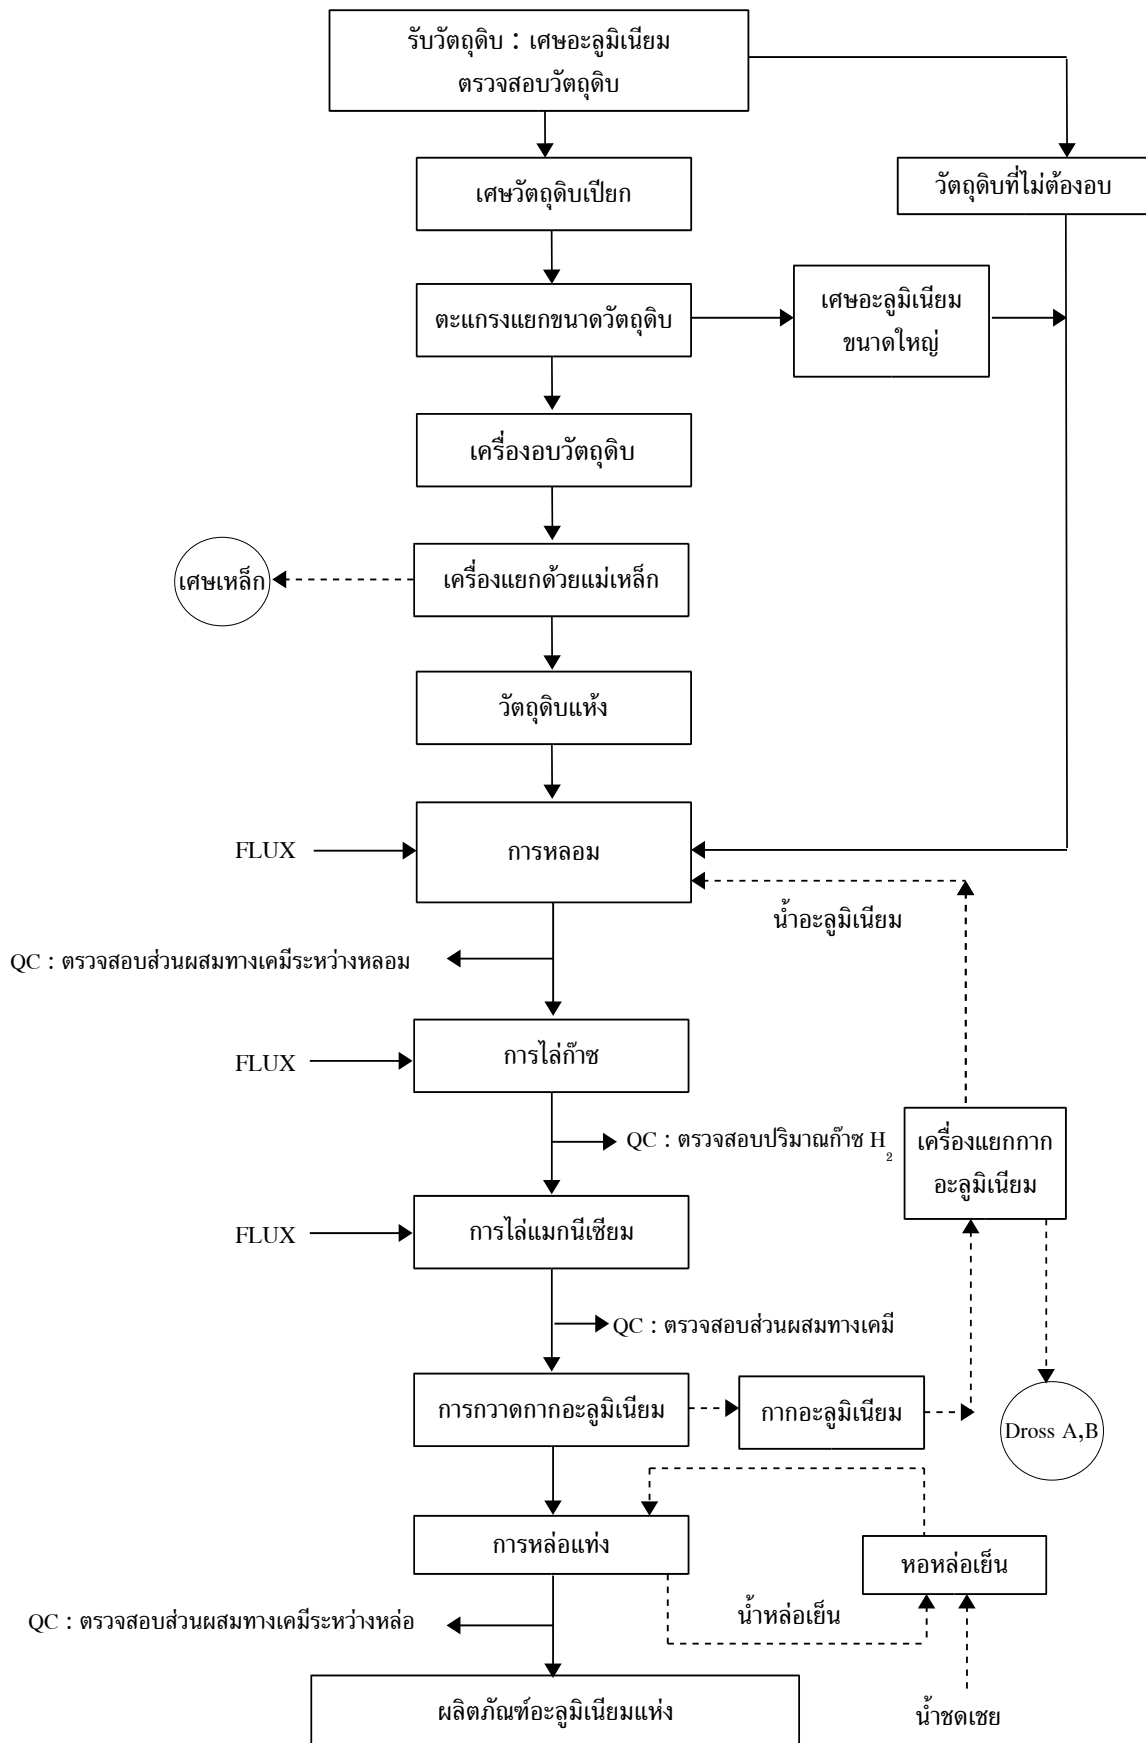 รับวัตถุดิบ : เศษอะลูมิเนียม
ตรวจสอบวัตถุดิบ
เศษวัตถุดิบเปียก
วัตถุดิบที่ไม่ต้องอบ
ตะแกรงแยกขนาดวัตถุดิบ
เศษอะลูมิเนียม
ขนาดใหญ่
เครื่องอบวัตถุดิบ
เศษเหล็ก
เครื่องแยกด้วยแม่เหล็ก
วัตถุดิบแห้ง
FLUX
การหลอม
น้ำอะลูมิเนียม
QC : ตรวจสอบส่วนผสมทางเคมีระหว่างหลอม
FLUX
การไล่ก๊าซ
QC : ตรวจสอบปริมาณก๊าซ H₂
เครื่องแยกกาก
อะลูมิเนียม
FLUX
การไล่แมกนีเซียม
QC : ตรวจสอบส่วนผสมทางเคมี
การกวาดกากอะลูมิเนียม
กากอะลูมิเนียม
Dross A,B
การหล่อแท่ง
หอหล่อเย็น
QC : ตรวจสอบส่วนผสมทางเคมีระหว่างหล่อ
น้ำหล่อเย็น
ผลิตภัณฑ์อะลูมิเนียมแห่ง
น้ำชดเชย